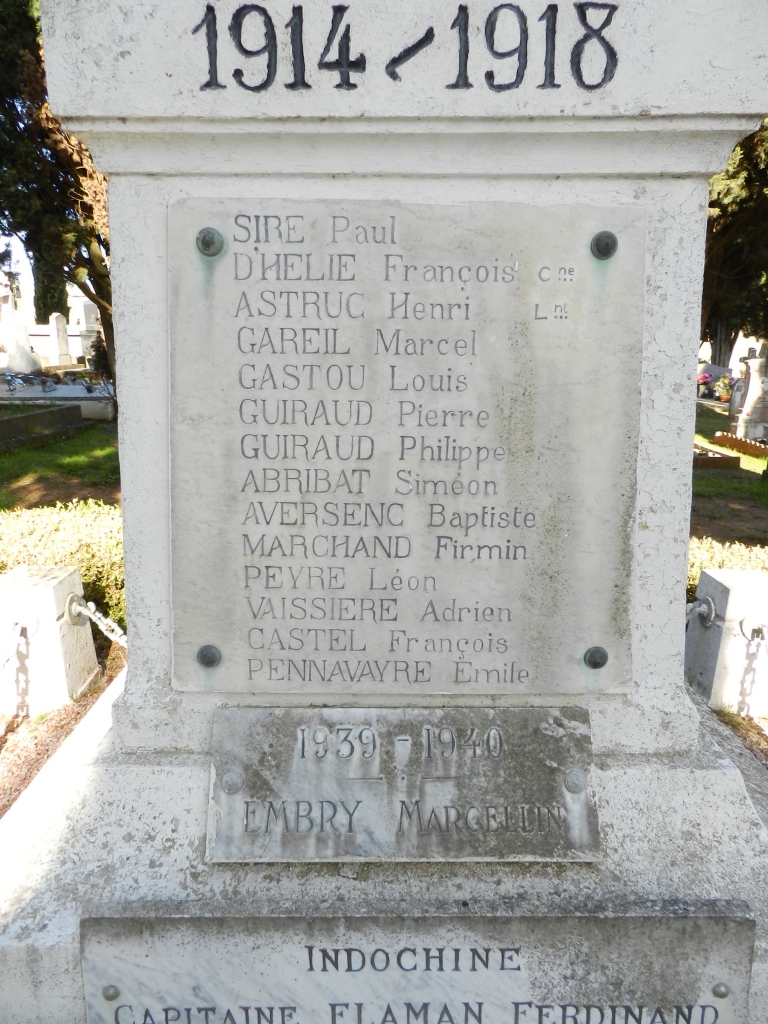 1914-1918
SIRE Paul
D'HELIE François Cne
ASTRUC Henri Lnt
GAREIL Marcel
GASTOU Louis
GUIRAUD Pierre
GUIRAUD Philippe
ABRIBAT Siméon
AVERSENC Baptiste
MARCHAND Firmin
PEYRE Léon
VAISSIERE Adrien
CASTEL François
PENNAVAYRE Émile
1939-1940
EMBRY MARCELLIN
INDOCHINE
CAPITAINE FLAMAN FERDINAND